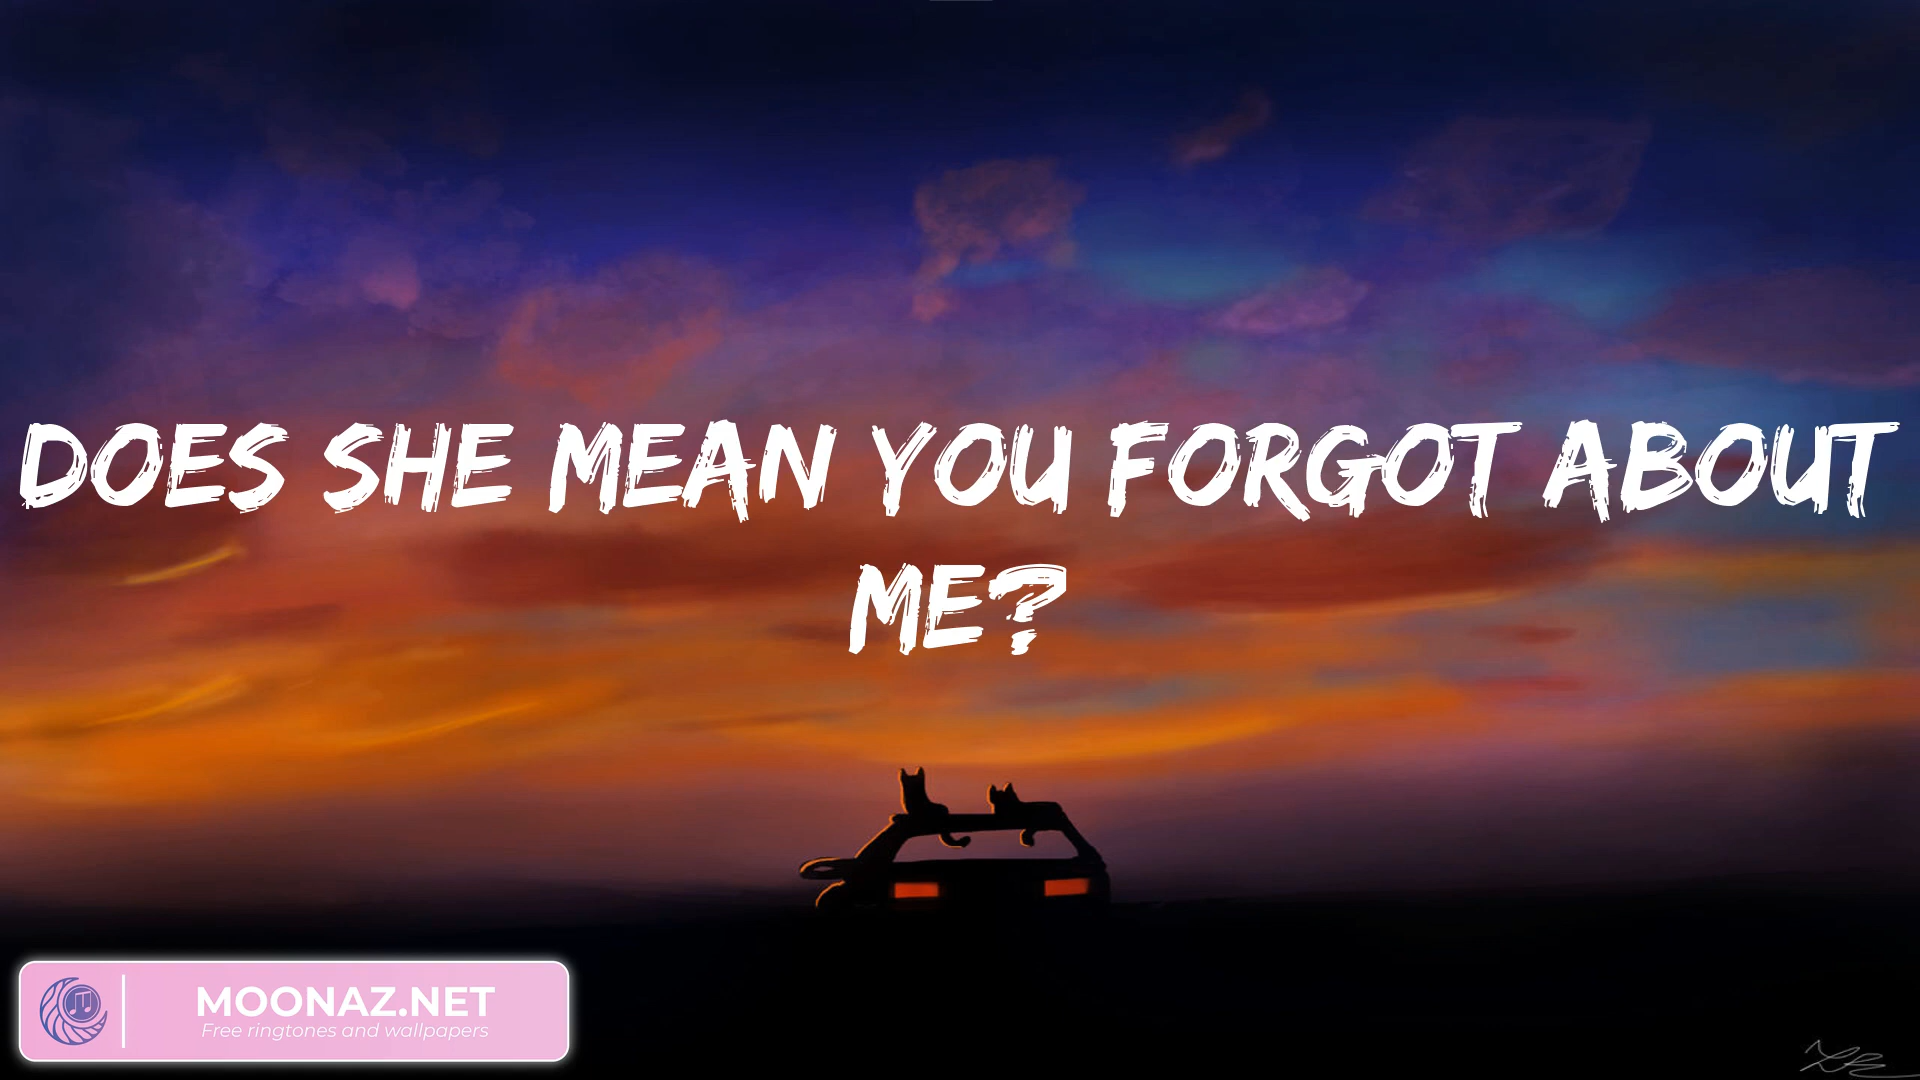 DOES SHE MEAN YOU FORGOT ABOUT
ME?
MOONAZ.NET
Free ringtones and wallpapers